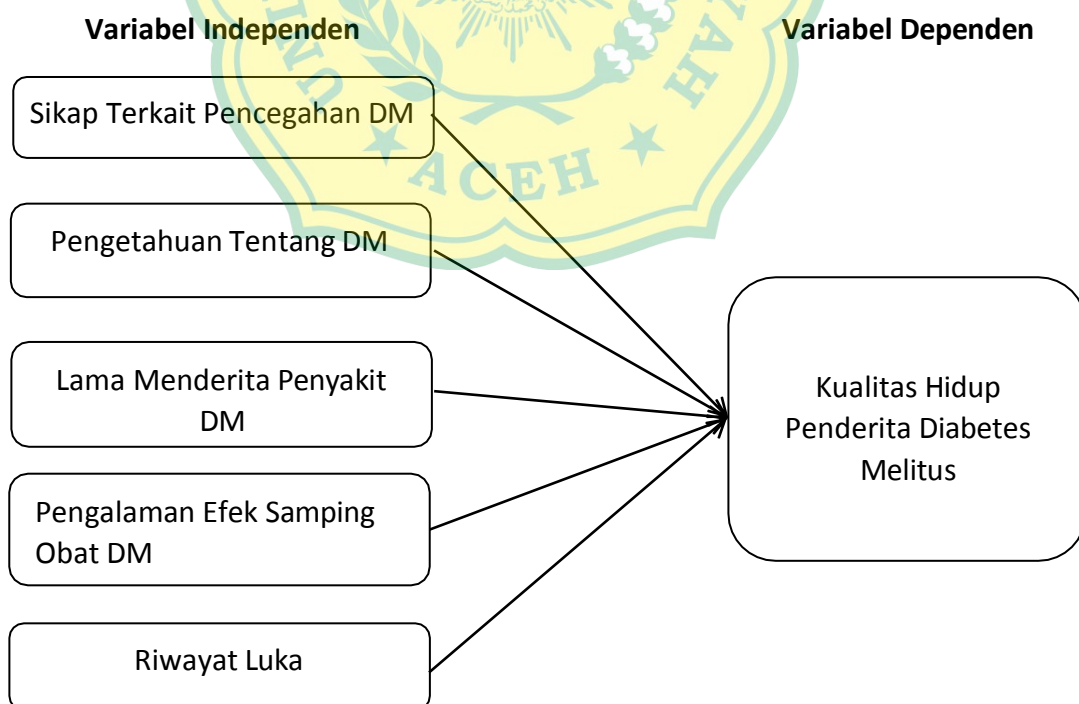 Variabel Independen
Variabel Dependen
Sikap Terkait Pencegahan DM
ACEH
Pengetahuan Tentang DM
Lama Menderita Penyakit
DM
Kualitas Hidup
Penderita Diabetes
Melitus
Pengalaman Efek Samping
Obat DM
Riwayat Luka